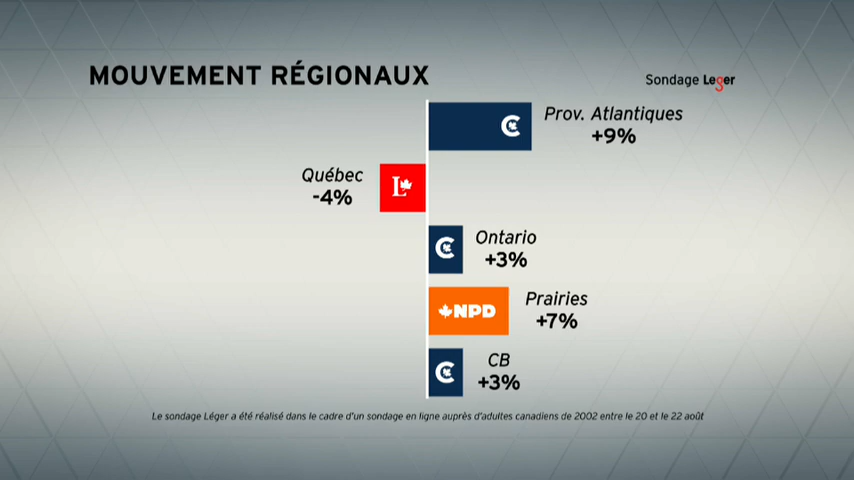 MOUVEMENT RÉGIONAUX
Sondage Leger
Prov. Atlantiques
+9%
Québec
-4%
L
Ontario
+3%
NPD
Prairies
+7%
CB
+3%
Le sondage Léger a été réalisé dans le cadre d'un sondage en ligne auprès d'adultes canadiens de 2002 entre le 20 et le 22 août